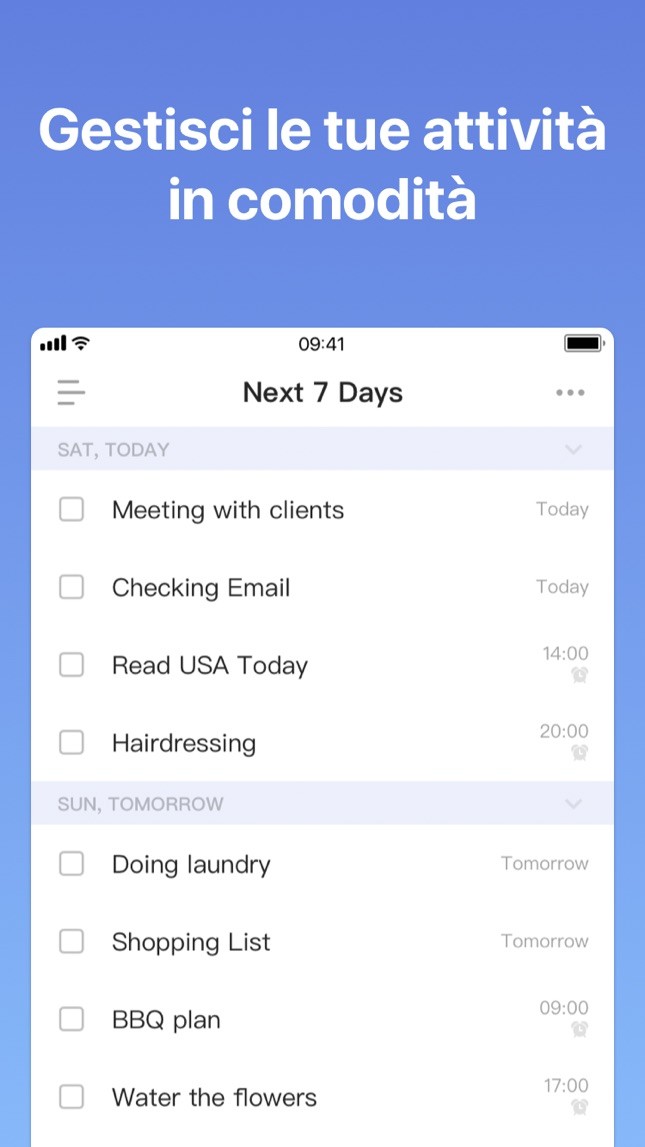 Gestisci le tue attività
in comodità
09:41
Next 7 Days
SAT, TODAY
Meeting with clients Today
Checking Email Today
Read USA Today 14:00
Hairdressing 20:00
SUN, TOMORROW
Doing laundry Tomorrow
Shopping List Tomorrow
BBQ plan 09:00
Water the flowers 17:00